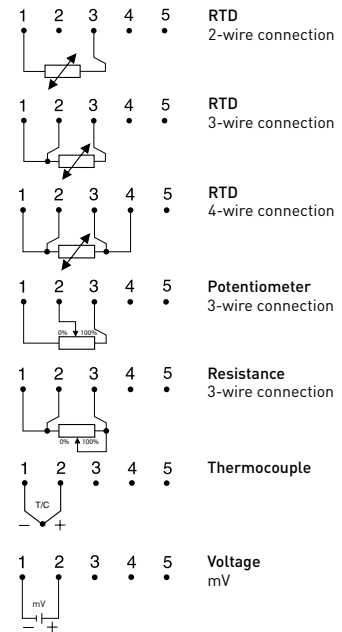 1 2 3 4 5 RTD
2-wire connection
1 2 3 4 5 RTD
3-wire connection
1 2 3 4 5 RTD
4-wire connection
1 2 3 4 5 Potentiometer
3-wire connection
0% 100%
1 2 3 4 5 Resistance
3-wire connection
0% 100%
1 2 3 4 5 Thermocouple
T/C
− +
1 2 3 4 5 Voltage
mV
mV
− +